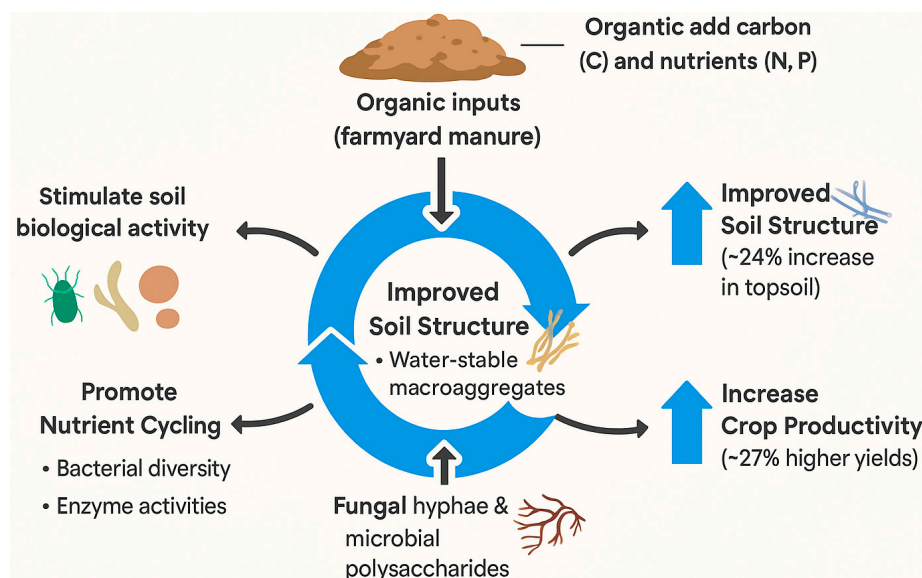 Organtic add carbon
(C) and nutrients (N, P)
Organic inputs
(farmyard manure)
Stimulate soil
biological activity
Improved
Soil Structure
(~24% increase
in topsoil)
Improved
Soil Structure
• Water-stable
macroaggregates
Promote
Nutrient Cycling
• Bacterial diversity
• Enzyme activities
Increase
Crop Productivity
(~27% higher yields)
Fungal hyphae &
microbial
polysaccharides